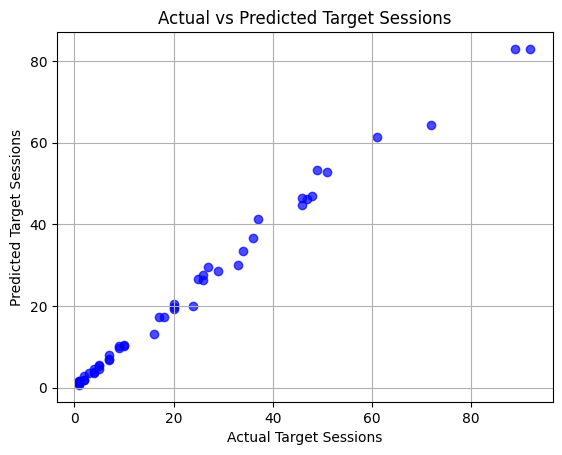 Actual vs Predicted Target Sessions
80
60
40
20
0
Predicted Target Sessions
0 20 40 60 80
Actual Target Sessions